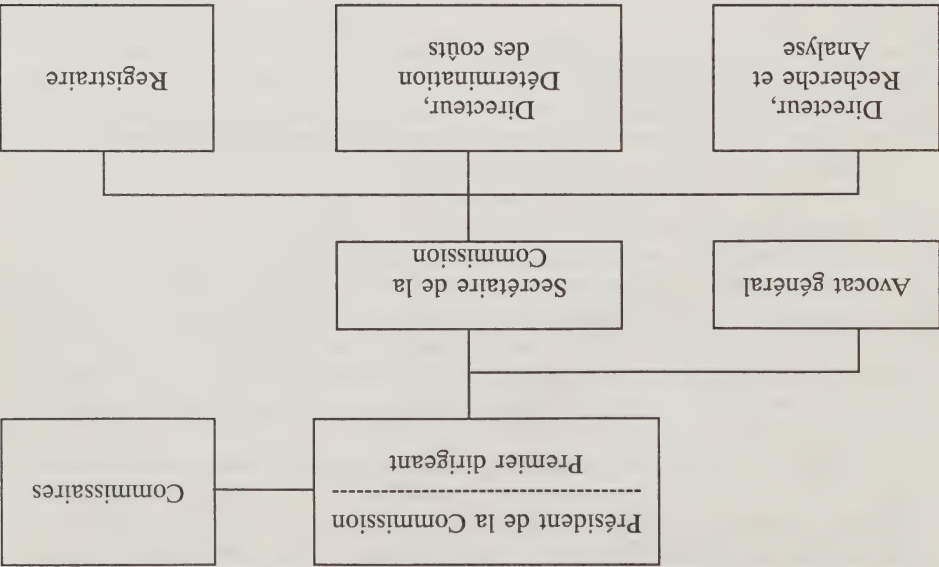 Président de la Commission
Premier dirigeant
Commissaires
Avocat général
Secrétaire de la
Commission
Directeur,
Recherche et
Analyse
Directeur,
Détermination
des coûts
Registraire